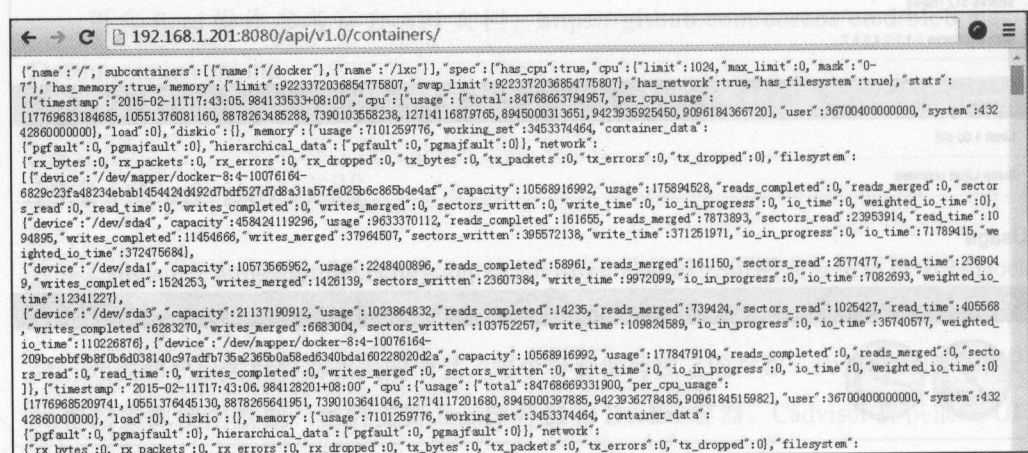 192.168.1.201:8080/api/v1.0/containers/
{"name":"/","subcontainers":[{"name":"/docker"},{"name":"/lxc"}],"spec":{"has_cpu":true,"cpu":{"limit":1024,"max_limit":0,"mask":"0-
7"},"has_memory":true,"memory":{"limit":9223372036854775807,"swap_limit":9223372036854775807},"has_network":true,"has_filesystem":true},"stats":
[{"timestamp":"2015-02-11T17:43:05.984133533+08:00","cpu":{"usage":{"total":84768663794957,"per_cpu_usage":
[17769683184685,10551376081160,8878263485288,7390103558238,12714116879765,8945000313651,9423935925450,9096184366720],"user":36700400000000,"system":432
42860000000},"load":0},"diskio":{},"memory":{"usage":7101259776,"working_set":3453374464,"container_data":
{"pgfault":0,"pgmajfault":0},"hierarchical_data":{"pgfault":0,"pgmajfault":0}},"network":
{"rx_bytes":0,"rx_packets":0,"rx_errors":0,"rx_dropped":0,"tx_bytes":0,"tx_packets":0,"tx_errors":0,"tx_dropped":0},"filesystem":
[{"device":"/dev/mapper/docker-8:4-10076164-
6829c23fa48234ebab1454424d492d7bdf527d7d8a31a57fe025b6c865b4e4af","capacity":10568916992,"usage":175894528,"reads_completed":0,"reads_merged":0,"sector
s_read":0,"read_time":0,"writes_completed":0,"writes_merged":0,"sectors_written":0,"write_time":0,"io_in_progress":0,"io_time":0,"weighted_io_time":0},
{"device":"/dev/sda4","capacity":458424119296,"usage":9633370112,"reads_completed":161655,"reads_merged":7873893,"sectors_read":23953914,"read_time":10
94895,"writes_completed":11454666,"writes_merged":37964507,"sectors_written":395572138,"write_time":371251971,"io_in_progress":0,"io_time":71789415,"we
ighted_io_time":372475684},
{"device":"/dev/sda1","capacity":10573565952,"usage":2248400896,"reads_completed":58961,"reads_merged":161150,"sectors_read":2577477,"read_time":236904
9,"writes_completed":1524253,"writes_merged":1426139,"sectors_written":23607384,"write_time":9972099,"io_in_progress":0,"io_time":7082693,"weighted_io_
time":12341227},
{"device":"/dev/sda3","capacity":21137190912,"usage":1023864832,"reads_completed":14235,"reads_merged":739424,"sectors_read":1025427,"read_time":405568
,"writes_completed":6283270,"writes_merged":6683004,"sectors_written":103752257,"write_time":109824589,"io_in_progress":0,"io_time":35740577,"weighted_
io_time":110226876},{"device":"/dev/mapper/docker-8:4-10076164-
209bcebbf9b8f0b6d038140c97adfb735a2365b0a58ed6340bda160228020d2a","capacity":10568916992,"usage":1778479104,"reads_completed":0,"reads_merged":0,"secto
rs_read":0,"read_time":0,"writes_completed":0,"writes_merged":0,"sectors_written":0,"write_time":0,"io_in_progress":0,"io_time":0,"weighted_io_time":0}
]},{"timestamp":"2015-02-11T17:43:06.984128201+08:00","cpu":{"usage":{"total":84768669331900,"per_cpu_usage":
[17769685209741,10551376445130,8878265641951,7390103641046,12714117201680,8945000397885,9423936278485,9096184515982],"user":36700400000000,"system":432
42860000000},"load":0},"diskio":{},"memory":{"usage":7101259776,"working_set":3453374464,"container_data":
{"pgfault":0,"pgmajfault":0},"hierarchical_data":{"pgfault":0,"pgmajfault":0}},"network":
{"rx_bytes":0,"rx_packets":0,"rx_errors":0,"rx_dropped":0,"tx_bytes":0,"tx_packets":0,"tx_errors":0,"tx_dropped":0},"filesystem":